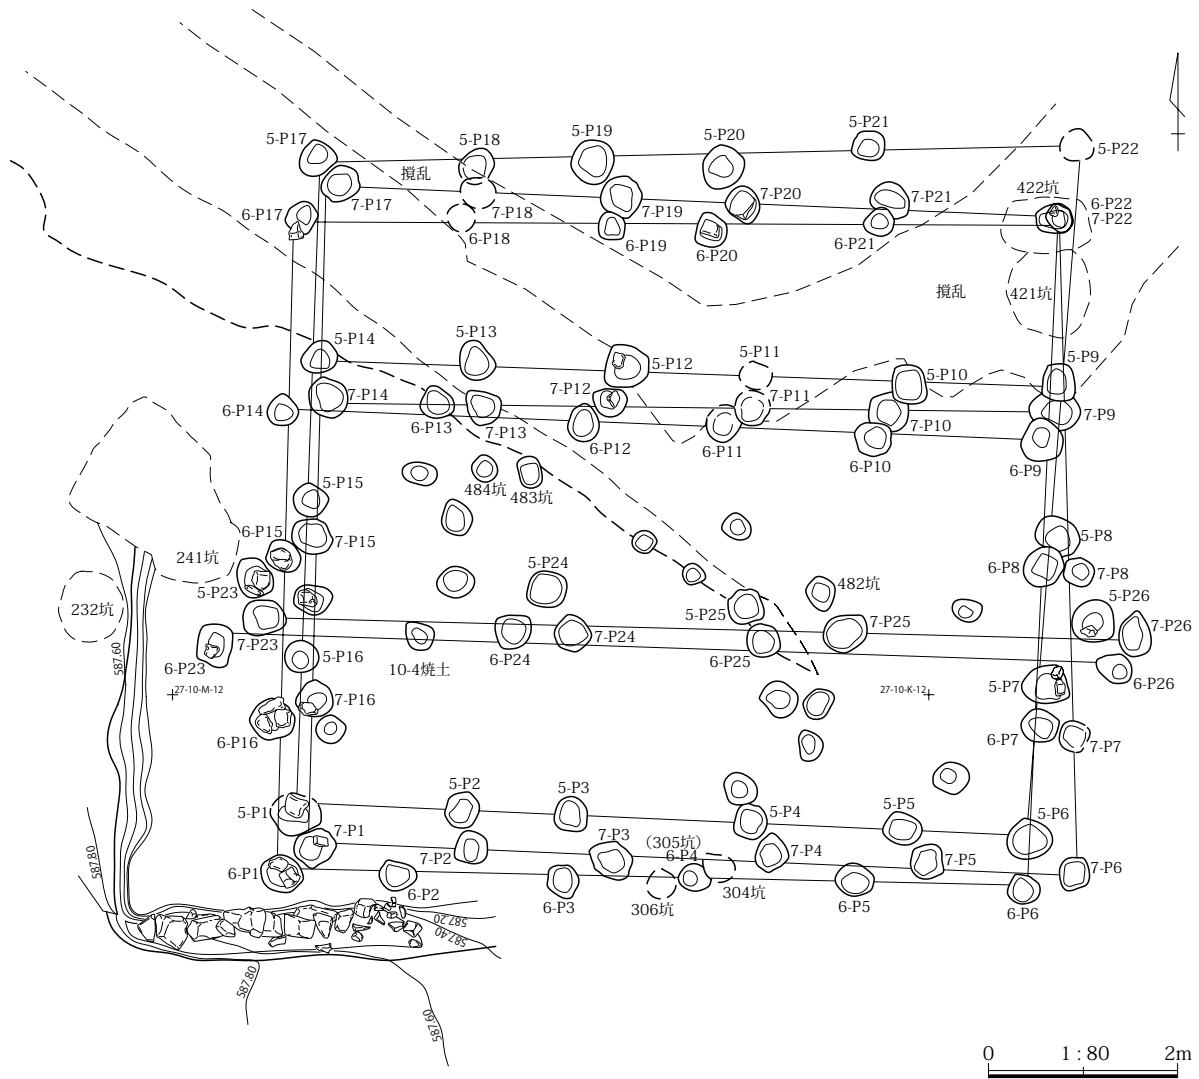 5-P17
5-P18
5-P19
5-P20
5-P21
5-P22
撹乱
7-P17
7-P18
7-P19
7-P20
7-P21
422坑
6-P22
7-P22
6-P17
6-P18
6-P19
6-P20
6-P21
撹乱
421坑
5-P14
5-P13
5-P12
5-P11
5-P10
5-P9
7-P14
7-P12
7-P11
7-P9
6-P14
6-P13
7-P13
6-P12
6-P11
7-P10
6-P10
6-P9
484坑
483坑
5-P15
6-P15
7-P15
5-P8
241坑
5-P23
5-P24
482坑
6-P8
7-P8
232坑
5-P25
5-P26
7-P23
7-P24
7-P25
7-P26
6-P23
5-P16
10-4焼土
6-P24
6-P25
6-P26
587.60
27-10-M-12
27-10-K-12
5-P7
7-P16
6-P16
6-P7
7-P7
5-P1
5-P2
5-P3
5-P4
5-P5
5-P6
7-P1
7-P2
7-P3
(305坑)
6-P4
7-P4
7-P5
7-P6
587.80
6-P1
6-P2
6-P3
306坑
304坑
6-P5
6-P6
587.20
587.40
587.80
587.60
0 1 : 80 2m